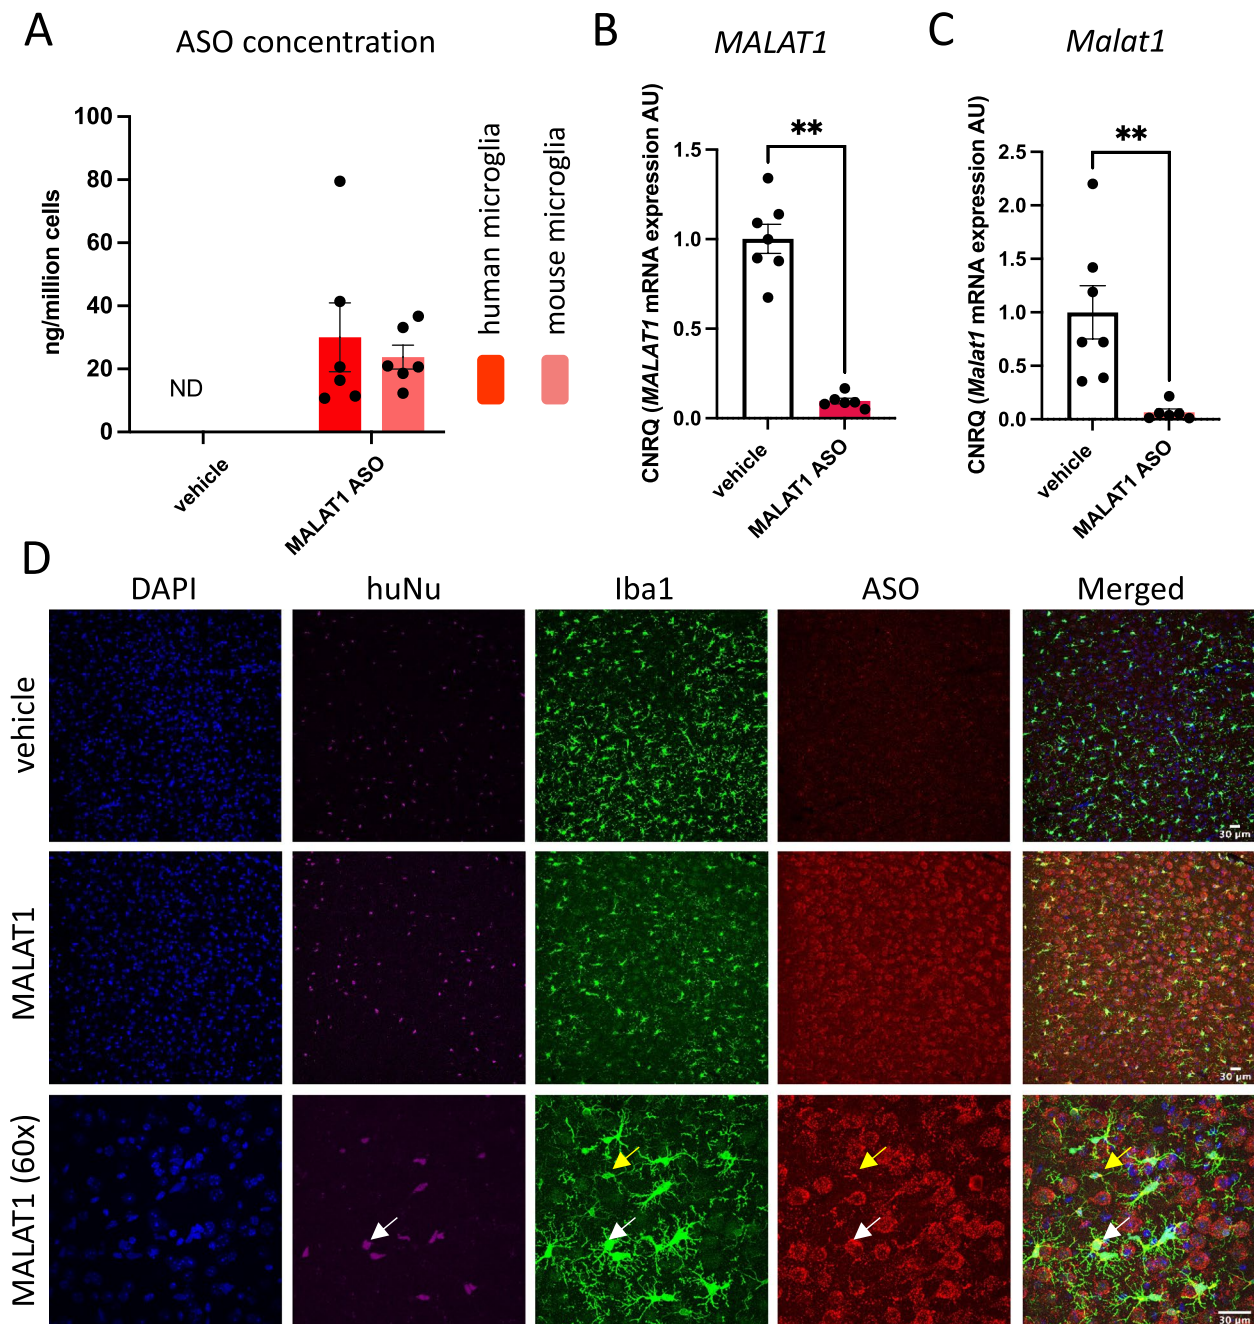 A
ASO concentration
ng/million cells
100
80
60
40
20
0
ND
vehicle
MALAT1 ASO
human microglia
mouse microglia
B
MALAT1
CNRQ (MALAT1 mRNA expression AU)
1.5
1.0
0.5
0.0
**
vehicle
MALAT1 ASO
C
Malat1
CNRQ (Malat1 mRNA expression AU)
2.5
2.0
1.5
1.0
0.5
0.0
**
vehicle
MALAT1 ASO
D
DAPI
huNu
Iba1
ASO
Merged
vehicle
30 µm
MALAT1
30 µm
MALAT1 (60x)
30 µm